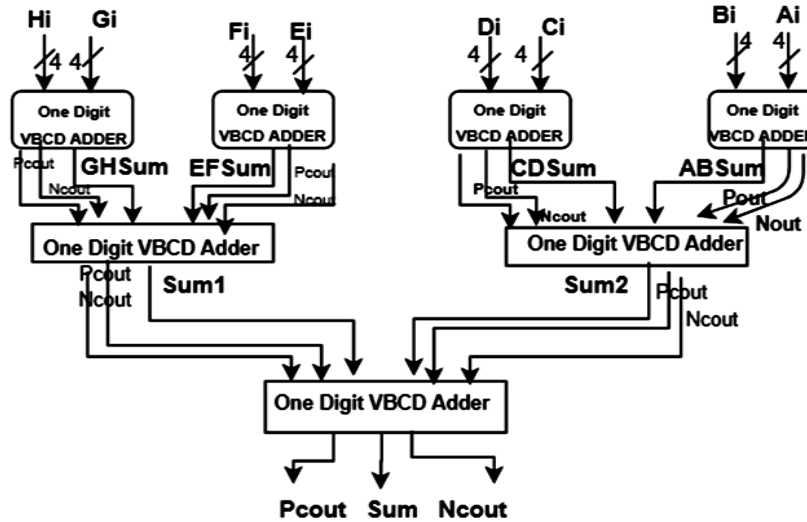 Hi Gi Fi Ei Di Ci Bi Ai
4 4 4 4 4 4 4 4
One Digit
VBCD ADDER
One Digit
VBCD ADDER
One Digit
VBCD ADDER
One Digit
VBCD ADDER
Pcout GHSum EFSum Pcout
Ncout Ncout
CDSum ABSum
Pcout Pout
Ncout Nout
One Digit VBCD Adder
One Digit VBCD Adder
Pcout
Ncout
Sum1
Sum2
Pcout
Ncout
One Digit VBCD Adder
Pcout Sum Ncout